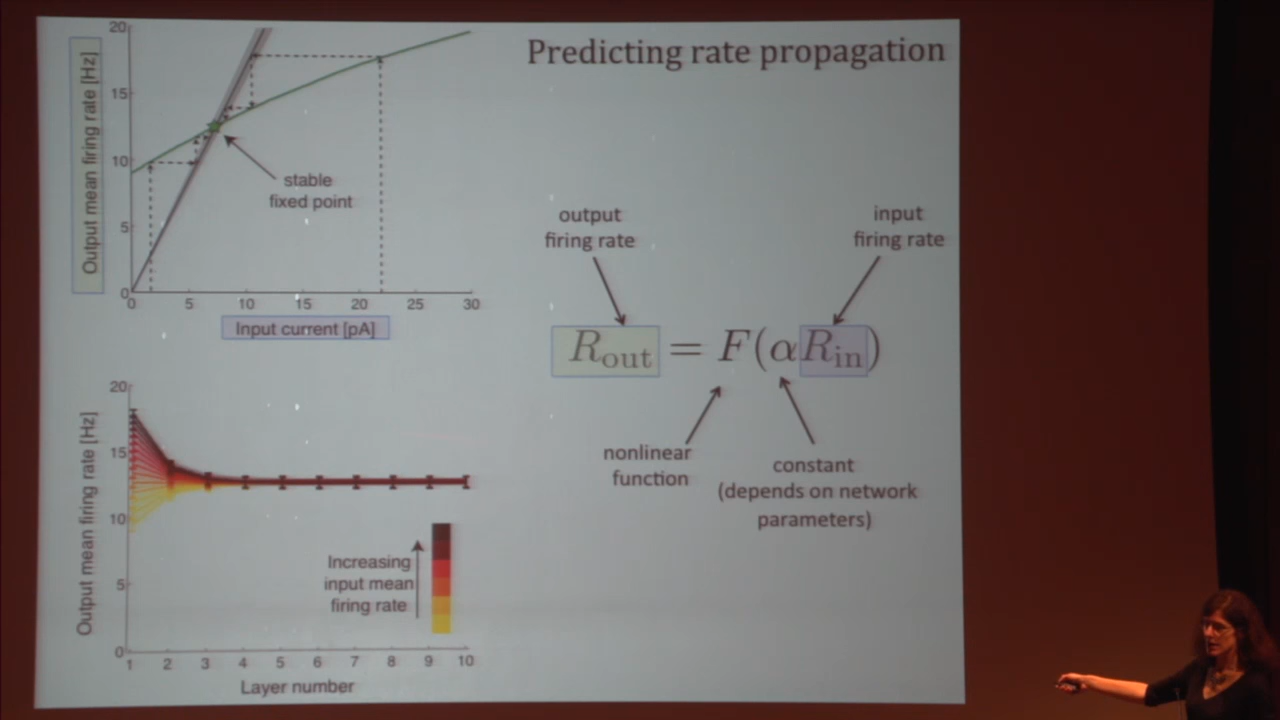 Predicting rate propagation
Output mean firing rate [Hz]
20
15
10
5
0
0 5 10 15 20 25 30
Input current [pA]
stable
fixed point
output
firing rate
input
firing rate
R_out = F(αR_in)
nonlinear
function
constant
(depends on network
parameters)
Output mean firing rate [Hz]
20
15
10
5
0
1 2 3 4 5 6 7 8 9 10
Layer number
Increasing
input mean
firing rate